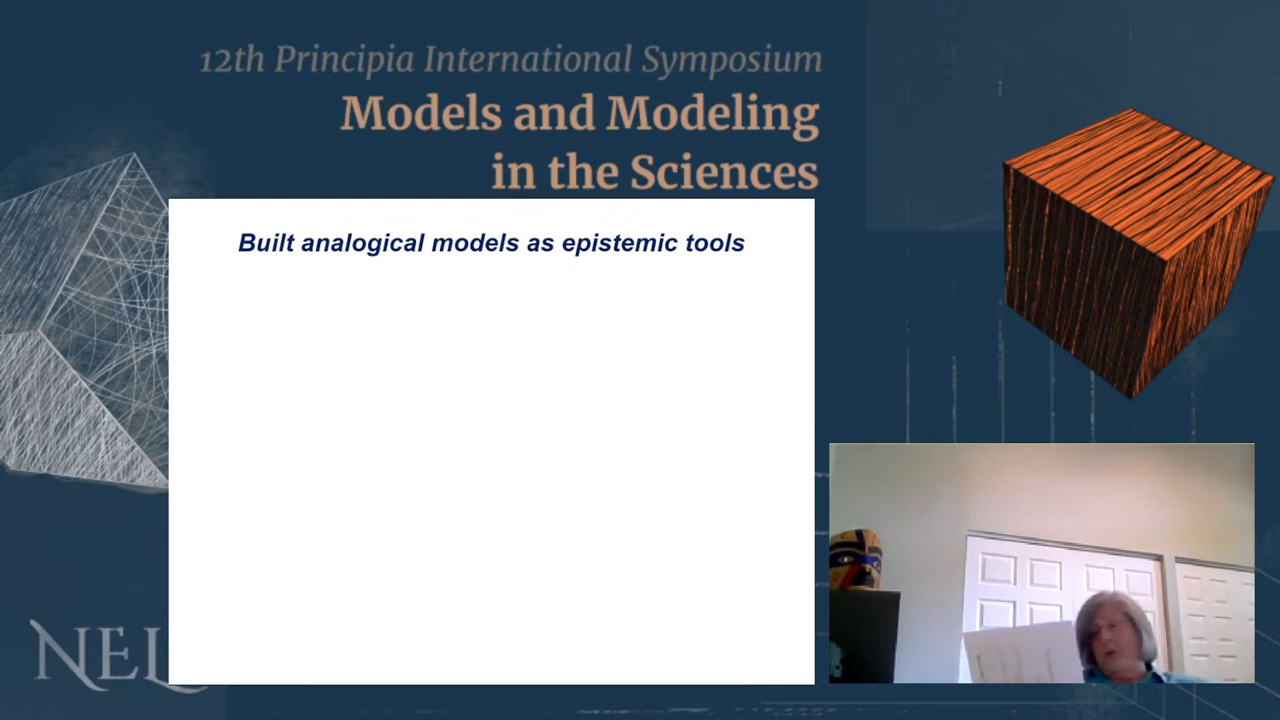 12th Principia International Symposium
Models and Modeling
in the Sciences
Built analogical models as epistemic tools
NEL